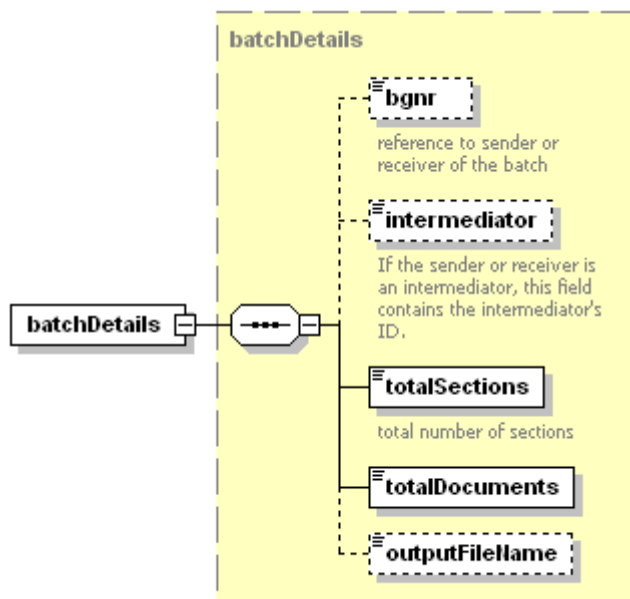 batchDetails
bgnr
reference to sender or
receiver of the batch
intermediator
If the sender or receiver is
an intermediator, this field
contains the intermediator's
ID.
batchDetails
totalSections
total number of sections
totalDocuments
outputFileName